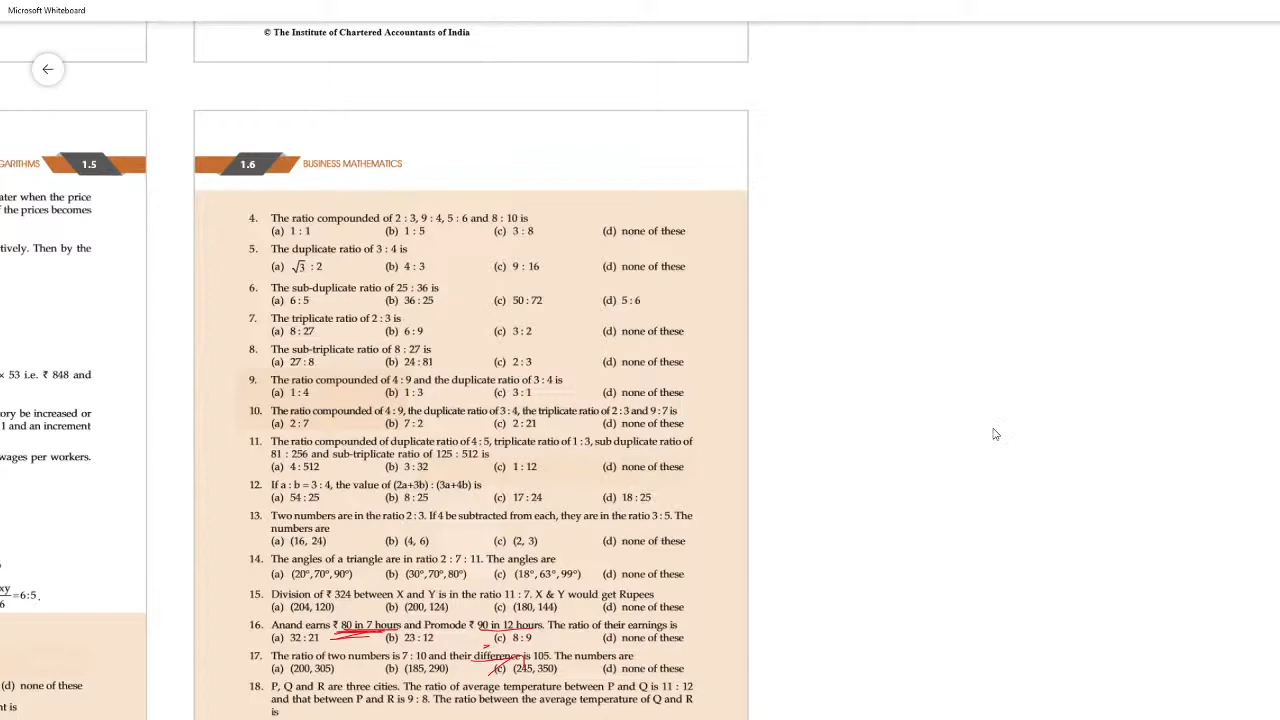 Microsoft Whiteboard
© The Institute of Chartered Accountants of India
GARITHMS 1.5
ater when the price
f the prices becomes
tively. Then by the
× 53 i.e. ₹ 848 and
ory be increased or
1 and an increment
wages per workers.
xy
6
=6:5.
(d) none of these
nt is
1.6 BUSINESS MATHEMATICS
4. The ratio compounded of 2 : 3, 9 : 4, 5 : 6 and 8 : 10 is
(a) 1 : 1 (b) 1 : 5 (c) 3 : 8 (d) none of these
5. The duplicate ratio of 3 : 4 is
(a) √3 : 2 (b) 4 : 3 (c) 9 : 16 (d) none of these
6. The sub-duplicate ratio of 25 : 36 is
(a) 6 : 5 (b) 36 : 25 (c) 50 : 72 (d) 5 : 6
7. The triplicate ratio of 2 : 3 is
(a) 8 : 27 (b) 6 : 9 (c) 3 : 2 (d) none of these
8. The sub-triplicate ratio of 8 : 27 is
(a) 27 : 8 (b) 24 : 81 (c) 2 : 3 (d) none of these
9. The ratio compounded of 4 : 9 and the duplicate ratio of 3 : 4 is
(a) 1 : 4 (b) 1 : 3 (c) 3 : 1 (d) none of these
10. The ratio compounded of 4 : 9, the duplicate ratio of 3 : 4, the triplicate ratio of 2 : 3 and 9 : 7 is
(a) 2 : 7 (b) 7 : 2 (c) 2 : 21 (d) none of these
11. The ratio compounded of duplicate ratio of 4 : 5, triplicate ratio of 1 : 3, sub duplicate ratio of
81 : 256 and sub-triplicate ratio of 125 : 512 is
(a) 4 : 512 (b) 3 : 32 (c) 1 : 12 (d) none of these
12. If a : b = 3 : 4, the value of (2a+3b) : (3a+4b) is
(a) 54 : 25 (b) 8 : 25 (c) 17 : 24 (d) 18 : 25
13. Two numbers are in the ratio 2 : 3. If 4 be subtracted from each, they are in the ratio 3 : 5. The
numbers are
(a) (16, 24) (b) (4, 6) (c) (2, 3) (d) none of these
14. The angles of a triangle are in ratio 2 : 7 : 11. The angles are
(a) (20°, 70°, 90°) (b) (30°, 70°, 80°) (c) (18°, 63°, 99°) (d) none of these
15. Division of ₹ 324 between X and Y is in the ratio 11 : 7. X & Y would get Rupees
(a) (204, 120) (b) (200, 124) (c) (180, 144) (d) none of these
16. Anand earns ₹ 80 in 7 hours and Promode ₹ 90 in 12 hours. The ratio of their earnings is
(a) 32 : 21 (b) 23 : 12 (c) 8 : 9 (d) none of these
17. The ratio of two numbers is 7 : 10 and their difference is 105. The numbers are
(a) (200, 305) (b) (185, 290) (c) (245, 350) (d) none of these
18. P, Q and R are three cities. The ratio of average temperature between P and Q is 11 : 12
and that between P and R is 9 : 8. The ratio between the average temperature of Q and R
is